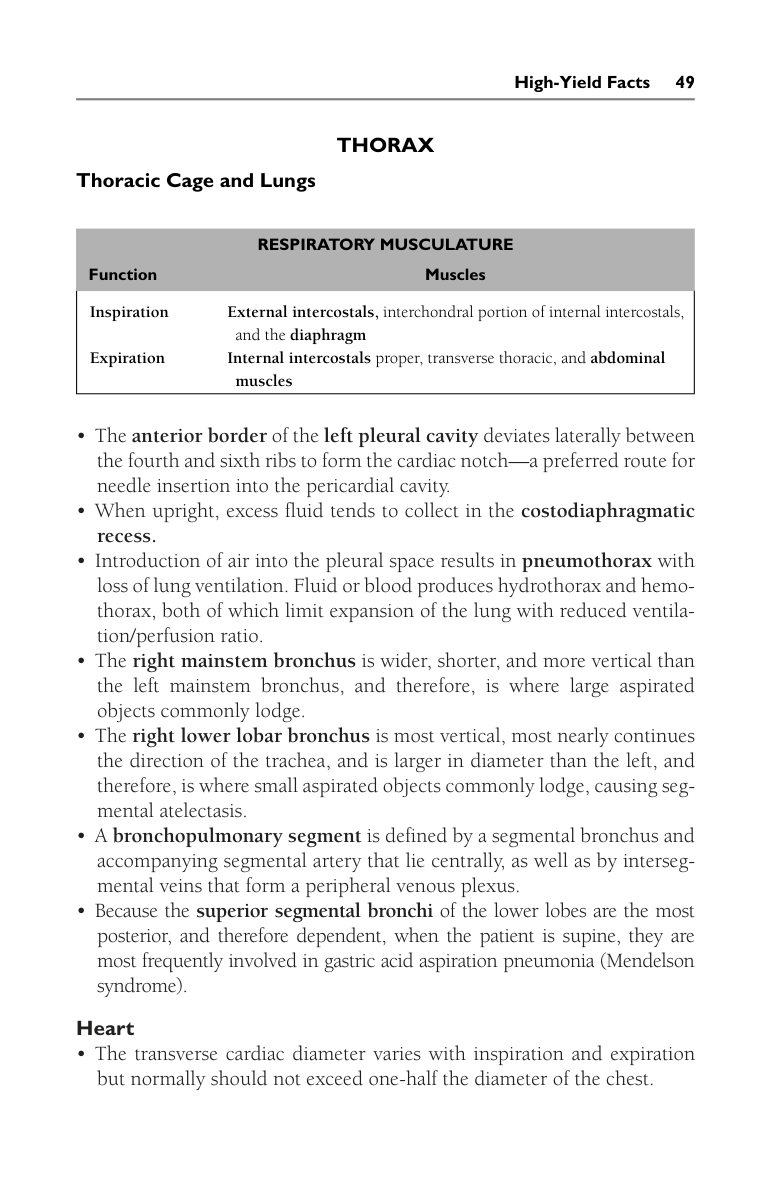 High-Yield Facts 49
THORAX
Thoracic Cage and Lungs
RESPIRATORY MUSCULATURE
Function Muscles
Inspiration External intercostals, interchondral portion of internal intercostals,
and the diaphragm
Expiration Internal intercostals proper, transverse thoracic, and abdominal
muscles
• The anterior border of the left pleural cavity deviates laterally between
the fourth and sixth ribs to form the cardiac notch—a preferred route for
needle insertion into the pericardial cavity.
• When upright, excess fluid tends to collect in the costodiaphragmatic
recess.
• Introduction of air into the pleural space results in pneumothorax with
loss of lung ventilation. Fluid or blood produces hydrothorax and hemo-
thorax, both of which limit expansion of the lung with reduced ventila-
tion/perfusion ratio.
• The right mainstem bronchus is wider, shorter, and more vertical than
the left mainstem bronchus, and therefore, is where large aspirated
objects commonly lodge.
• The right lower lobar bronchus is most vertical, most nearly continues
the direction of the trachea, and is larger in diameter than the left, and
therefore, is where small aspirated objects commonly lodge, causing seg-
mental atelectasis.
• A bronchopulmonary segment is defined by a segmental bronchus and
accompanying segmental artery that lie centrally, as well as by interseg-
mental veins that form a peripheral venous plexus.
• Because the superior segmental bronchi of the lower lobes are the most
posterior, and therefore dependent, when the patient is supine, they are
most frequently involved in gastric acid aspiration pneumonia (Mendelson
syndrome).
Heart
• The transverse cardiac diameter varies with inspiration and expiration
but normally should not exceed one-half the diameter of the chest.